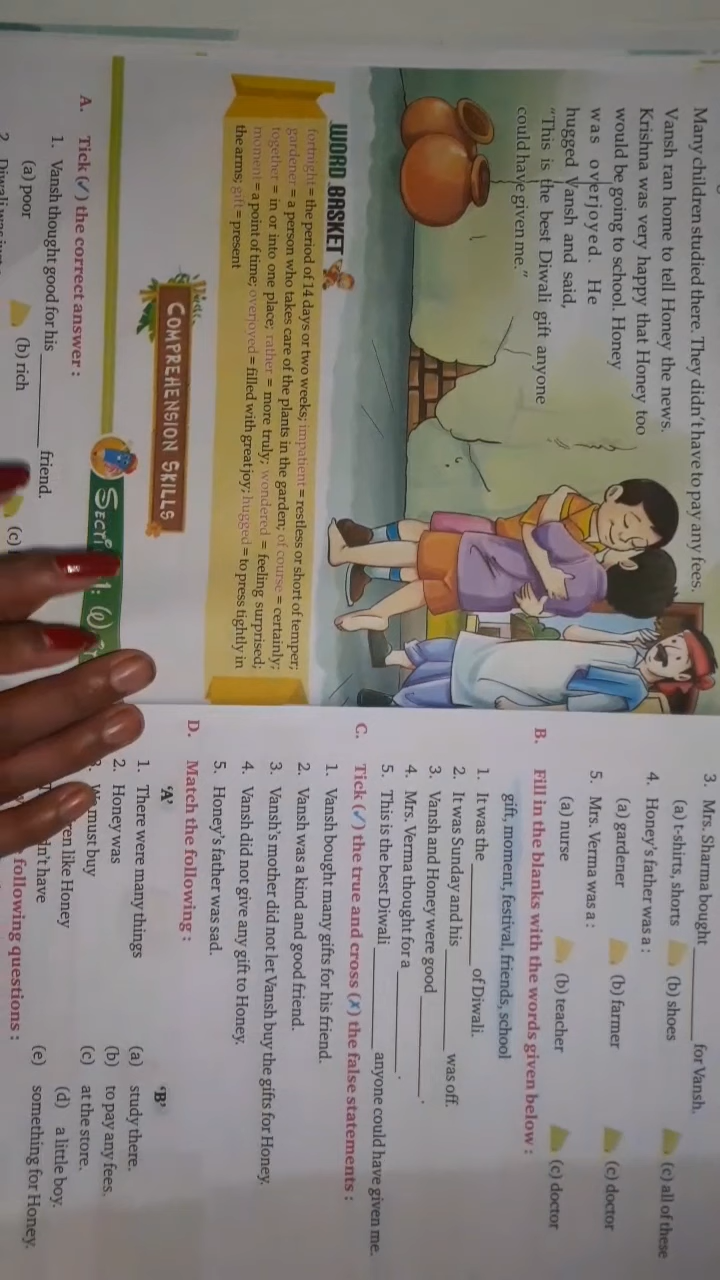 Many children studied there. They didn't have to pay any fees.
Vansh ran home to tell Honey the news.
Krishna was very happy that Honey too
would be going to school. Honey
was overjoyed. He
hugged Vansh and said,
"This is the best Diwali gift anyone
could have given me."
WORD BASKET
fortnight = the period of 14 days or two weeks; impatient = restless or short of temper;
gardener = a person who takes care of the plants in the garden; of course = certainly;
together = in or into one place; rather = more truly; wondered = feeling surprised;
moment = a point of time; overjoyed = filled with great joy; hugged = to press tightly in
the arms; gift = present
COMPREHENSION SKILLS
A. Tick (✓) the correct answer :
1. Vansh thought good for his ________ friend.
(a) poor (b) rich (c)
2. Diwali was
3. Mrs. Sharma bought ________ for Vansh.
(a) t-shirts, shorts (b) shoes (c) all of these
4. Honey's father was a :
(a) gardener (b) farmer (c) doctor
5. Mrs. Verma was a :
(a) nurse (b) teacher (c) doctor
B. Fill in the blanks with the words given below :
gift, moment, festival, friends, school
1. It was the ________ of Diwali.
2. It was Sunday and his ________ was off.
3. Vansh and Honey were good ________.
4. Mrs. Verma thought for a ________.
5. This is the best Diwali ________ anyone could have given me.
C. Tick (✓) the true and cross (✗) the false statements :
1. Vansh bought many gifts for his friend.
2. Vansh was a kind and good friend.
3. Vansh's mother did not let Vansh buy the gifts for Honey.
4. Vansh did not give any gift to Honey.
5. Honey's father was sad.
D. Match the following :
'A' 'B'
1. There were many things (a) study there.
2. Honey was (b) to pay any fees.
3. We must buy (c) at the store.
ren like Honey (d) a little boy.
dn't have (e) something for Honey.
following questions :